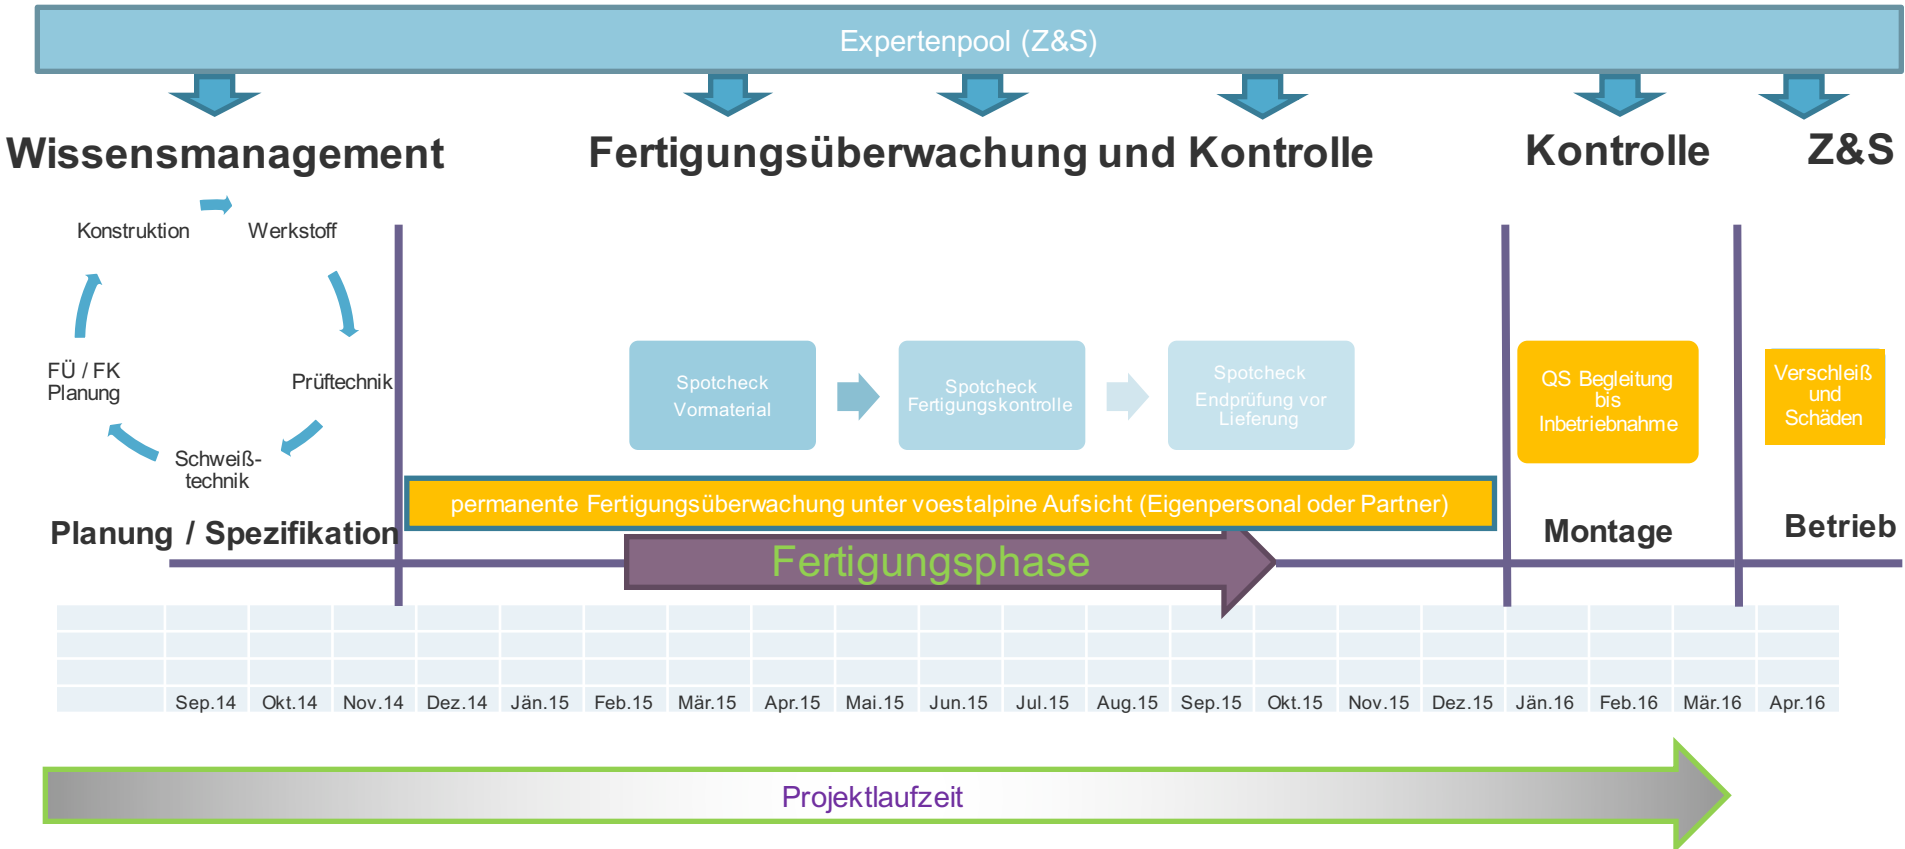 Expertenpool (Z&S)
Wissensmanagement
Fertigungsüberwachung und Kontrolle
Kontrolle
Z&S
Konstruktion
Werkstoff
Prüftechnik
Schweiß-
technik
FÜ / FK
Planung
Spotcheck
Vormaterial
Spotcheck
Fertigungskontrolle
Spotcheck
Endprüfung vor
Lieferung
QS Begleitung
bis
Inbetriebnahme
Verschleiß
und
Schäden
permanente Fertigungsüberwachung unter voestalpine Aufsicht (Eigenpersonal oder Partner)
Planung / Spezifikation
Fertigungsphase
Montage
Betrieb
Sep.14 Okt.14 Nov.14 Dez.14 Jän.15 Feb.15 Mär.15 Apr.15 Mai.15 Jun.15 Jul.15 Aug.15 Sep.15 Okt.15 Nov.15 Dez.15 Jän.16 Feb.16 Mär.16 Apr.16
Projektlaufzeit